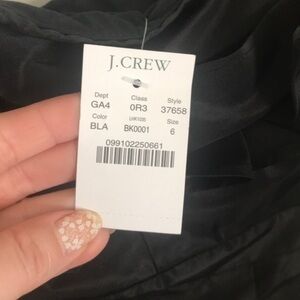 J.CREW
Dept Class Style
GA4 0R3 37658
Color Size
BLA BK0001 6
099102250661